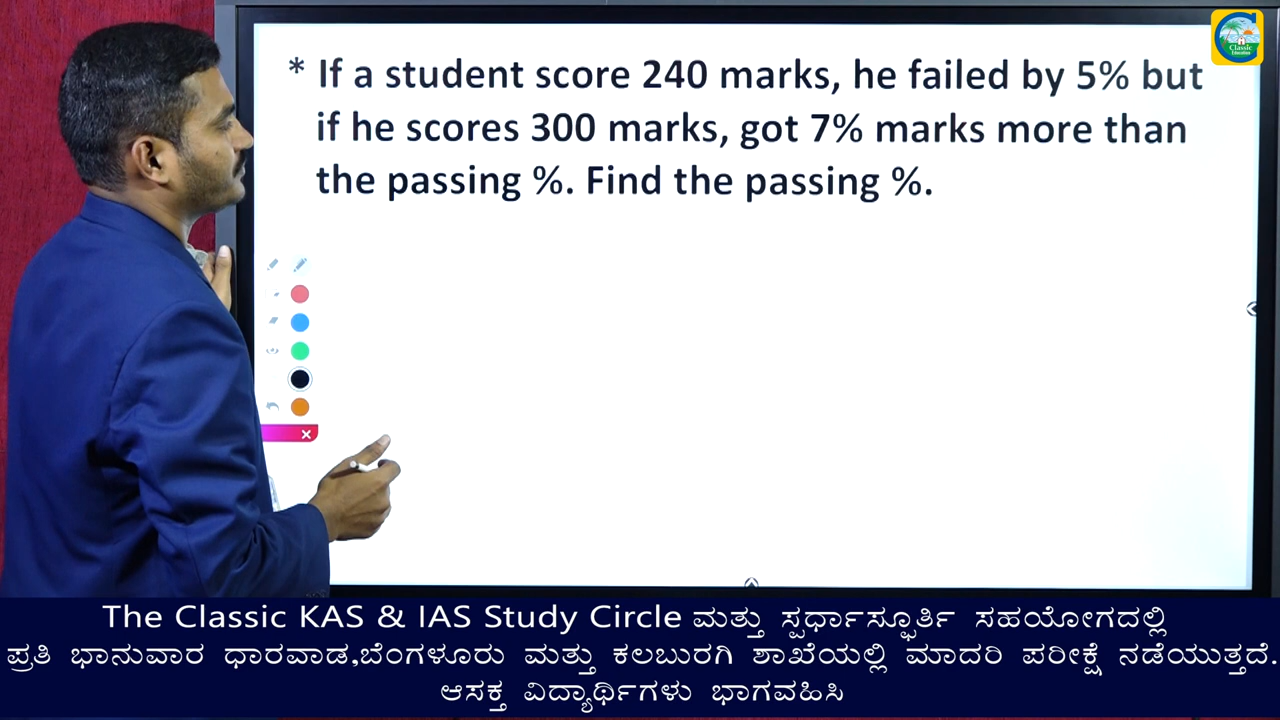 * If a student score 240 marks, he failed by 5% but
if he scores 300 marks, got 7% marks more than
the passing %. Find the passing %.
Classic
Education
The Classic KAS & IAS Study Circle ಮತ್ತು ಸ್ಪರ್ಧಾಸ್ಫೂರ್ತಿ ಸಹಯೋಗದಲ್ಲಿ
ಪ್ರತಿ ಭಾನುವಾರ ಧಾರವಾಡ,ಬೆಂಗಳೂರು ಮತ್ತು ಕಲಬುರಗಿ ಶಾಖೆಯಲ್ಲಿ ಮಾದರಿ ಪರೀಕ್ಷೆ ನಡೆಯುತ್ತದೆ.
ಆಸಕ್ತ ವಿದ್ಯಾರ್ಥಿಗಳು ಭಾಗವಹಿಸಿ